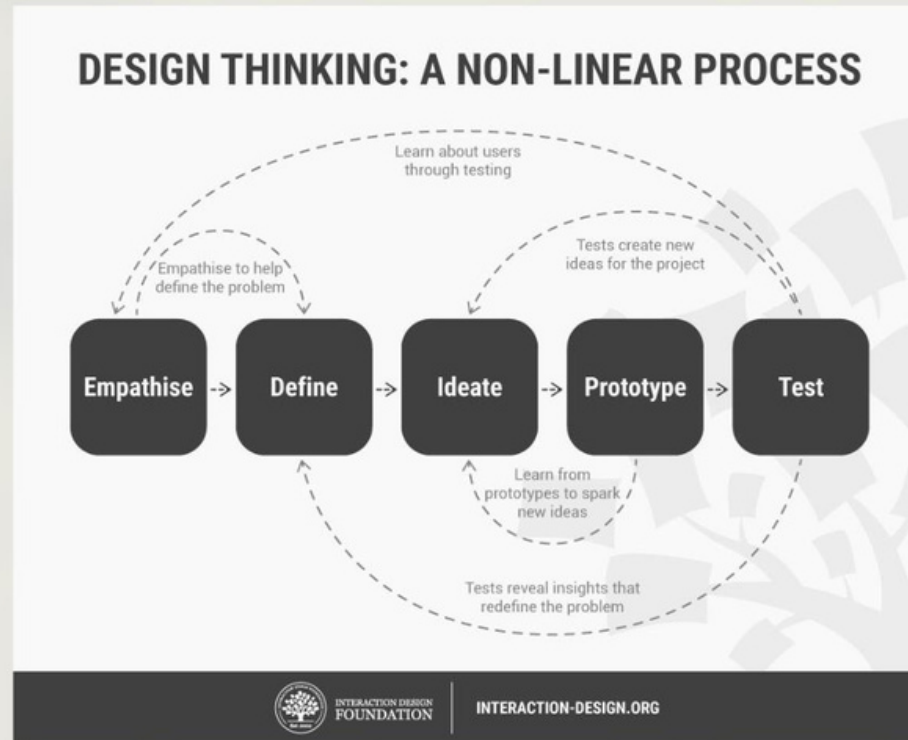 DESIGN THINKING: A NON-LINEAR PROCESS
Learn about users
through testing
Tests create new
ideas for the project
Empathise to help
define the problem
Empathise
Define
Ideate
Prototype
Test
Learn from
prototypes to spark
new ideas
Tests reveal insights that
redefine the problem
INTERACTION DESIGN
FOUNDATION
INTERACTION-DESIGN.ORG